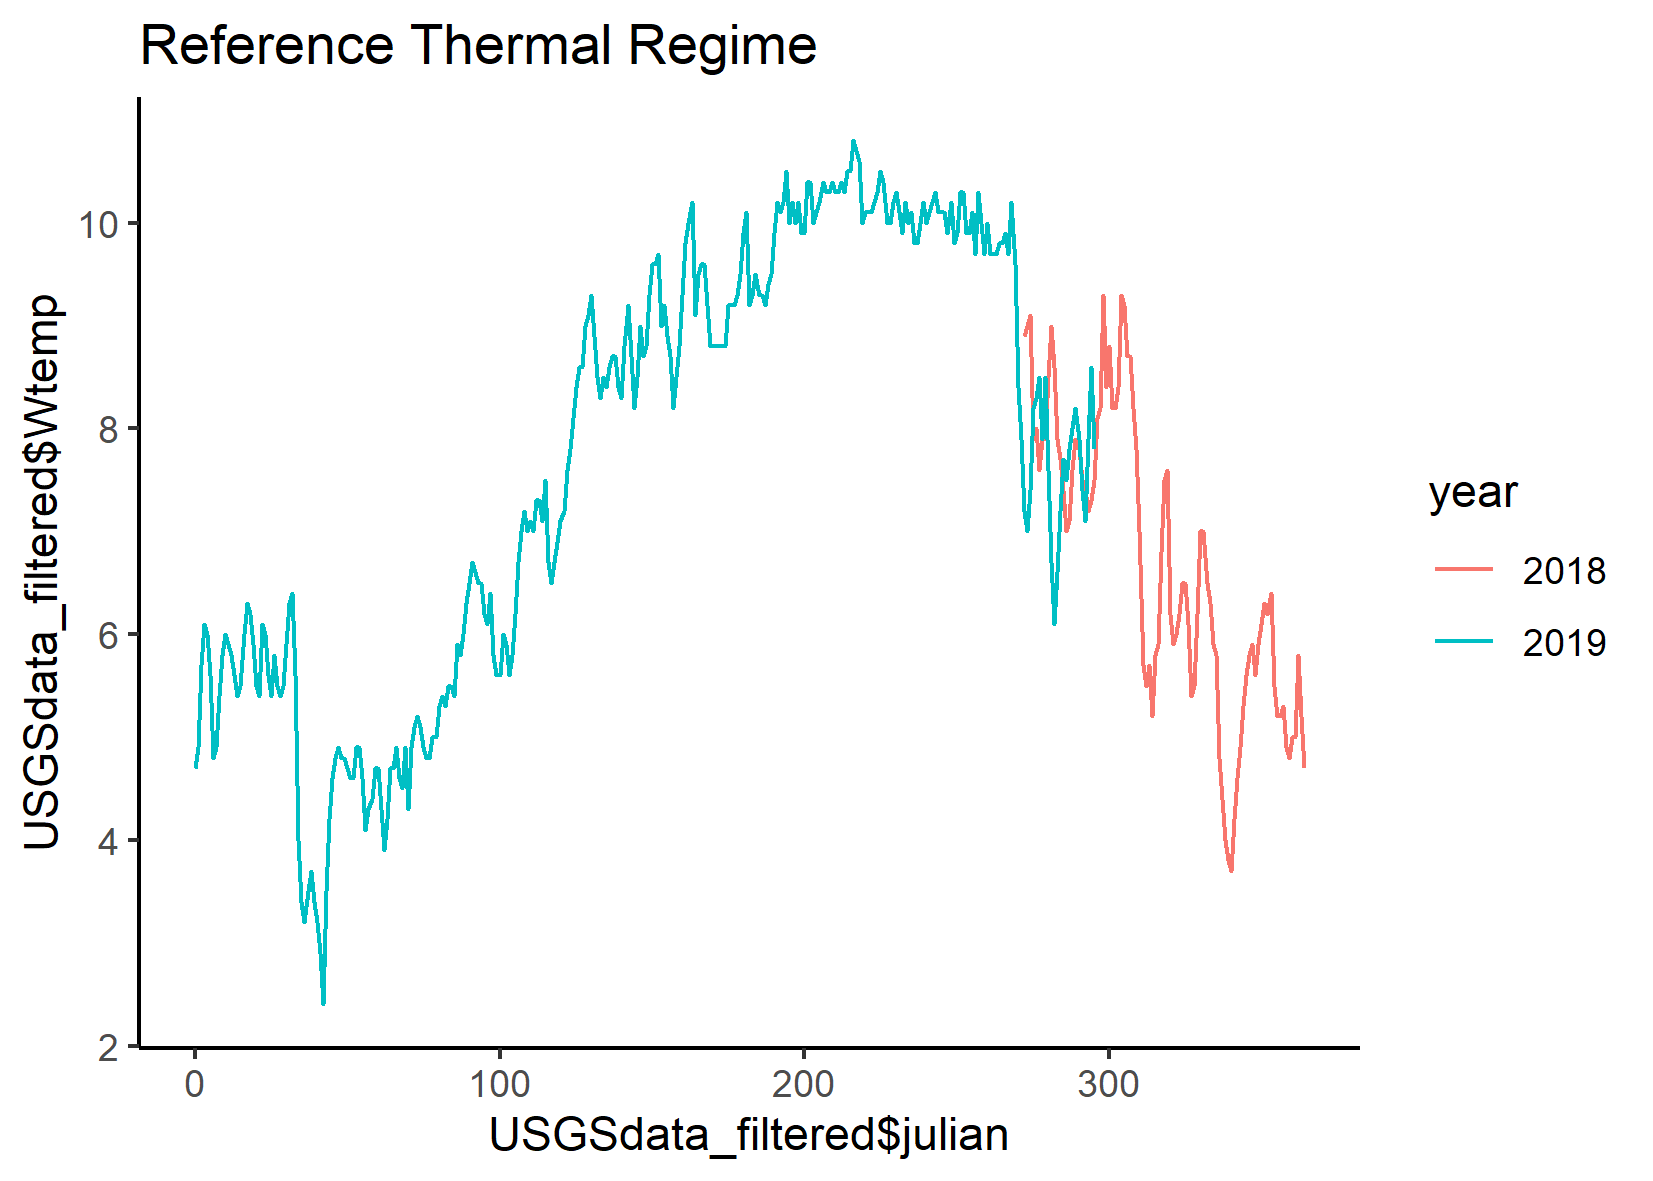 Reference Thermal Regime
USGSdata_filtered$Wtemp
10
8
6
4
2
0 100 200 300
USGSdata_filtered$julian
year
2018
2019